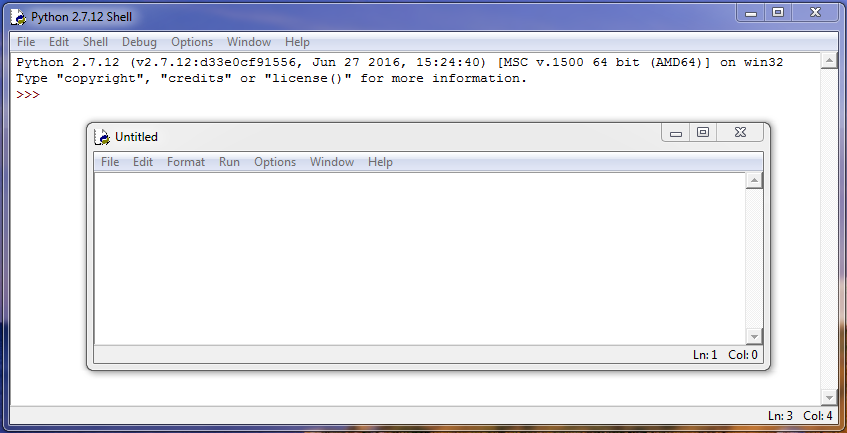 Python 2.7.12 Shell
File Edit Shell Debug Options Window Help
Python 2.7.12 (v2.7.12:d33e0cf91556, Jun 27 2016, 15:24:40) [MSC v.1500 64 bit (AMD64)] on win32
Type "copyright", "credits" or "license()" for more information.
>>>
Untitled
File Edit Format Run Options Window Help
Ln: 1 Col: 0
Ln: 3 Col: 4